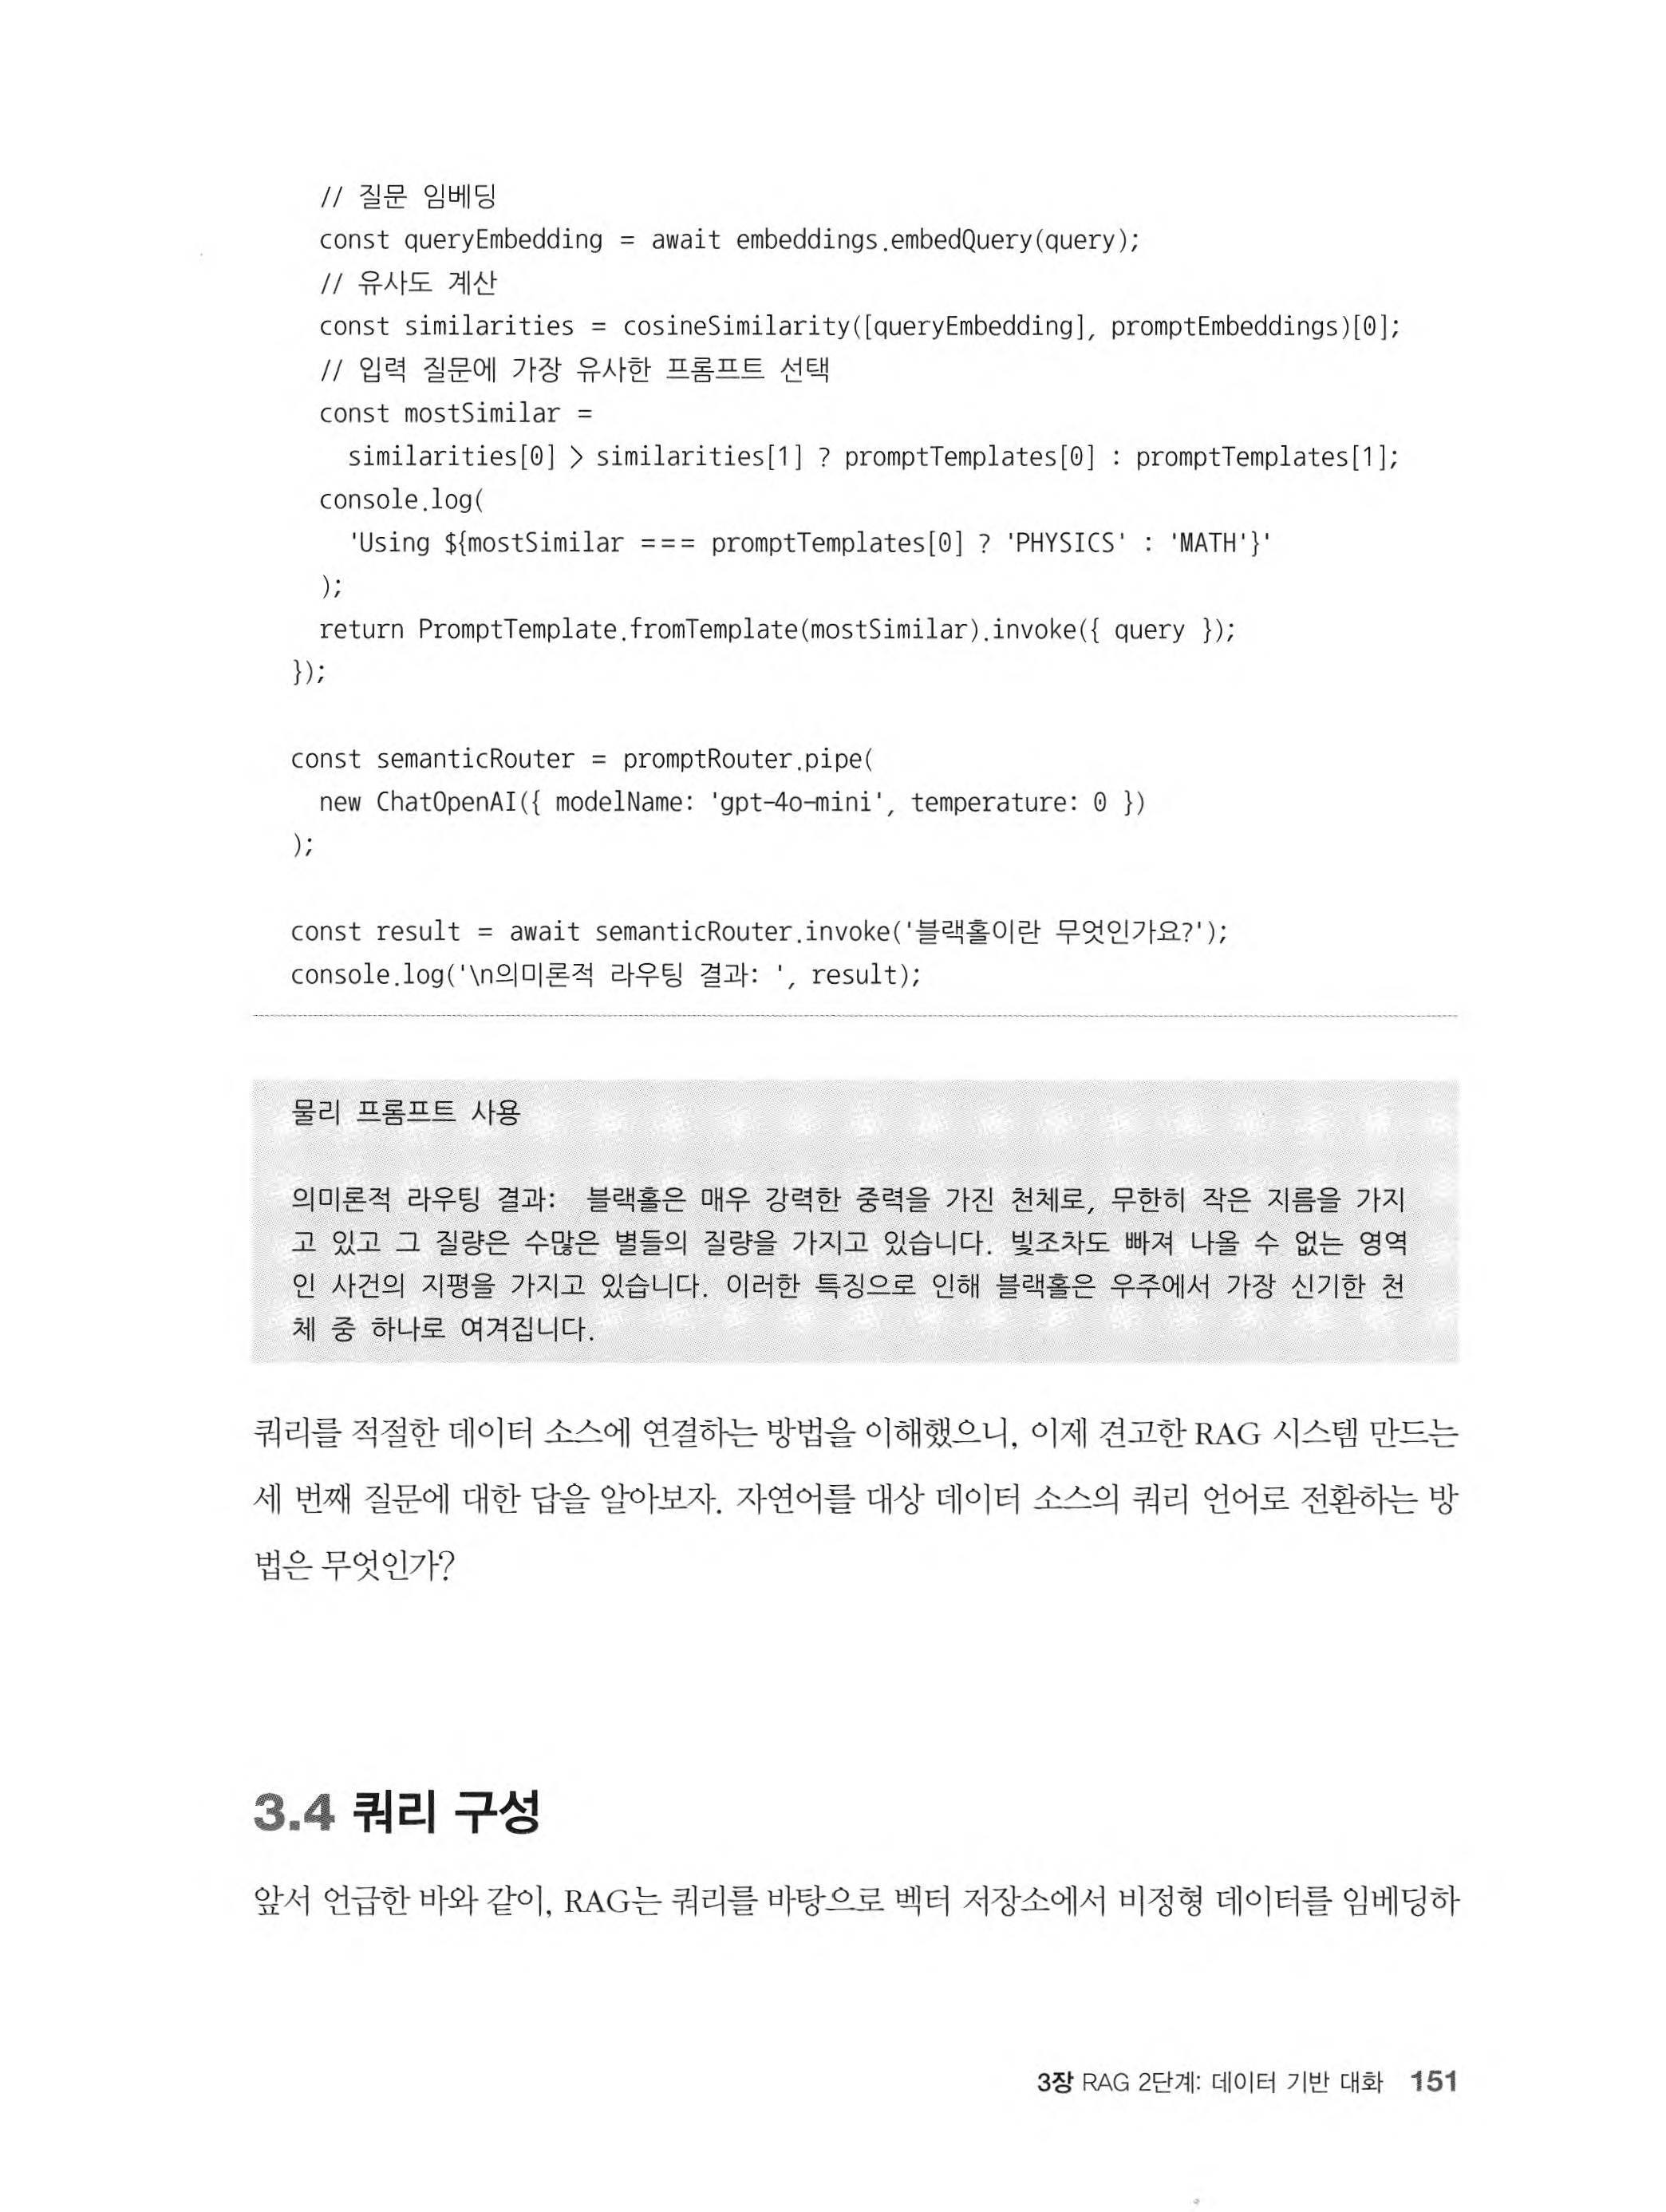 // 질문 임베딩
const queryEmbedding = await embeddings.embedQuery(query);
// 유사도 계산
const similarities = cosineSimilarity([queryEmbedding], promptEmbeddings)[0];
// 입력 질문에 가장 유사한 프롬프트 선택
const mostSimilar =
similarities[0] > similarities[1] ? promptTemplates[0] : promptTemplates[1];
console.log(
'Using ${mostSimilar === promptTemplates[0] ? 'PHYSICS' : 'MATH'}'
);
return PromptTemplate.fromTemplate(mostSimilar).invoke({ query });
});
const semanticRouter = promptRouter.pipe(
new ChatOpenAI({ modelName: 'gpt-4o-mini', temperature: 0 })
);
const result = await semanticRouter.invoke('블랙홀이란 무엇인가요?');
console.log('\n의미론적 라우팅 결과: ', result);
물리 프롬프트 사용
의미론적 라우팅 결과: 블랙홀은 매우 강력한 중력을 가진 천체로, 무한히 작은 지름을 가지
고 있고 그 질량은 수많은 별들의 질량을 가지고 있습니다. 빛조차도 빠져 나올 수 없는 영역
인 사건의 지평을 가지고 있습니다. 이러한 특징으로 인해 블랙홀은 우주에서 가장 신기한 천
체 중 하나로 여겨집니다.
쿼리를 적절한 데이터 소스에 연결하는 방법을 이해했으니, 이제 견고한 RAG 시스템 만드는
세 번째 질문에 대한 답을 알아보자. 자연어를 대상 데이터 소스의 쿼리 언어로 전환하는 방
법은 무엇인가?
3.4 쿼리 구성
앞서 언급한 바와 같이, RAG는 쿼리를 바탕으로 벡터 저장소에서 비정형 데이터를 임베딩하
3장 RAG 2단계: 데이터 기반 대화 151